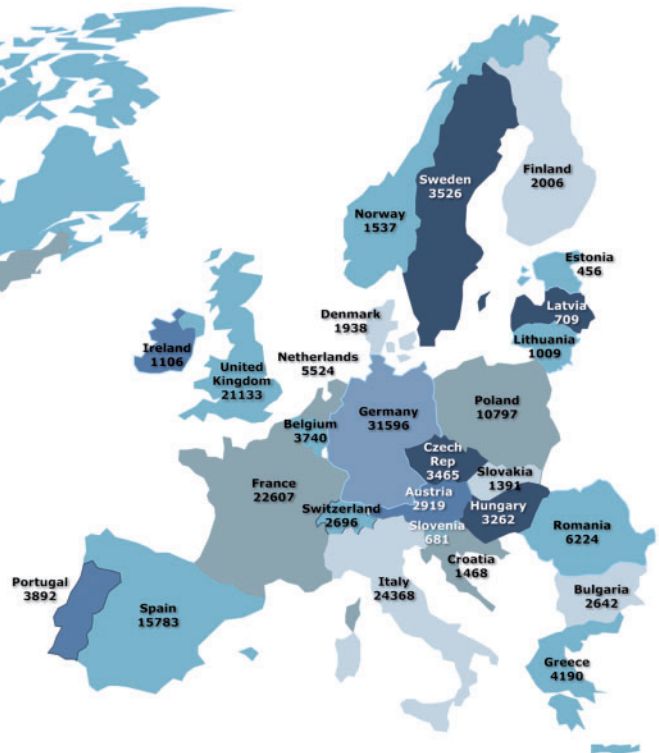 Finland
2006
Sweden
3526
Norway
1537
Estonia
456
Latvia
709
Denmark
1938
Lithuania
1009
Ireland
1106
Netherlands
5524
United
Kingdom
21133
Poland
10797
Germany
31596
Belgium
3740
Czech
Rep
3465
Slovakia
1391
France
22607
Austria
2919
Hungary
3262
Switzerland
2696
Slovenia
681
Romania
6224
Croatia
1468
Portugal
3892
Italy
24368
Bulgaria
2642
Spain
15783
Greece
4190